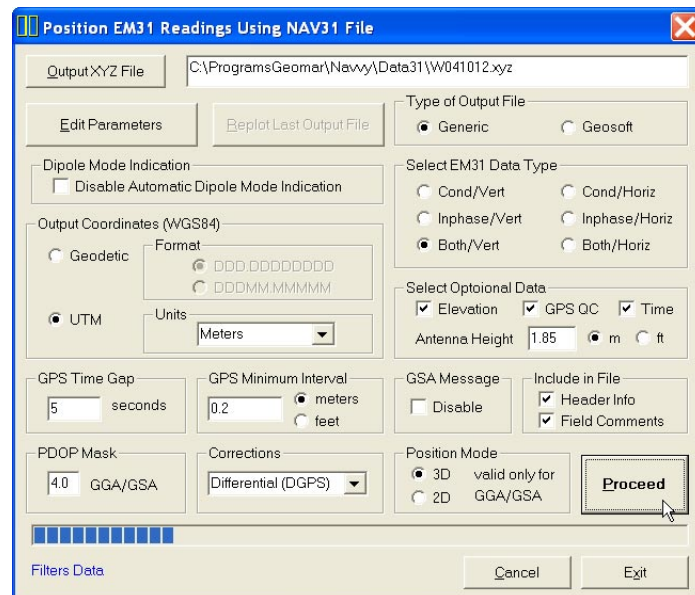 Position EM31 Readings Using NAV31 File
Output XYZ File
C:\ProgramsGeomar\Navvy\Data31\W041012.xyz
Edit Parameters
Replot Last Output File
Type of Output File
Generic
Geosoft
Dipole Mode Indication
Disable Automatic Dipole Mode Indication
Select EM31 Data Type
Cond/Vert
Cond/Horiz
Inphase/Vert
Inphase/Horiz
Both/Vert
Both/Horiz
Output Coordinates (WGS84)
Geodetic
Format
DDD.DDDDDDDD
DDDMM.MMMMM
UTM
Units
Meters
Select Optoional Data
Elevation
GPS QC
Time
Antenna Height
1.85
m
ft
GPS Time Gap
5
seconds
GPS Minimum Interval
0.2
meters
feet
GSA Message
Disable
Include in File
Header Info
Field Comments
PDOP Mask
4.0
GGA/GSA
Corrections
Differential (DGPS)
Position Mode
3D
2D
valid only for
GGA/GSA
Proceed
Filters Data
Cancel
Exit